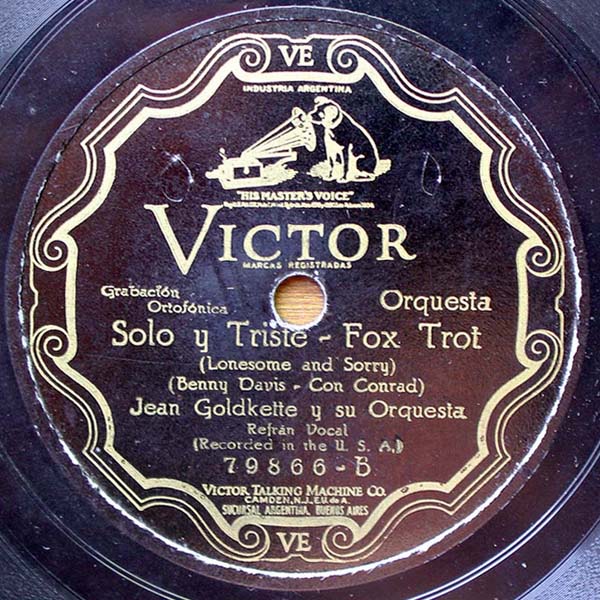 VE
INDUSTRIA ARGENTINA
"HIS MASTER'S VOICE"
VICTOR
MARCAS REGISTRADAS
Grabación
Ortofónica
Orquesta
Solo y Triste - Fox Trot
(Lonesome and Sorry)
(Benny Davis - Con Conrad)
Jean Goldkette y su Orquesta
Refrán Vocal
(Recorded in the U. S. A.)
79866-B
VICTOR TALKING MACHINE CO.
CAMDEN, N.J., E.U. de A.
SUCURSAL ARGENTINA, BUENOS AIRES
VE